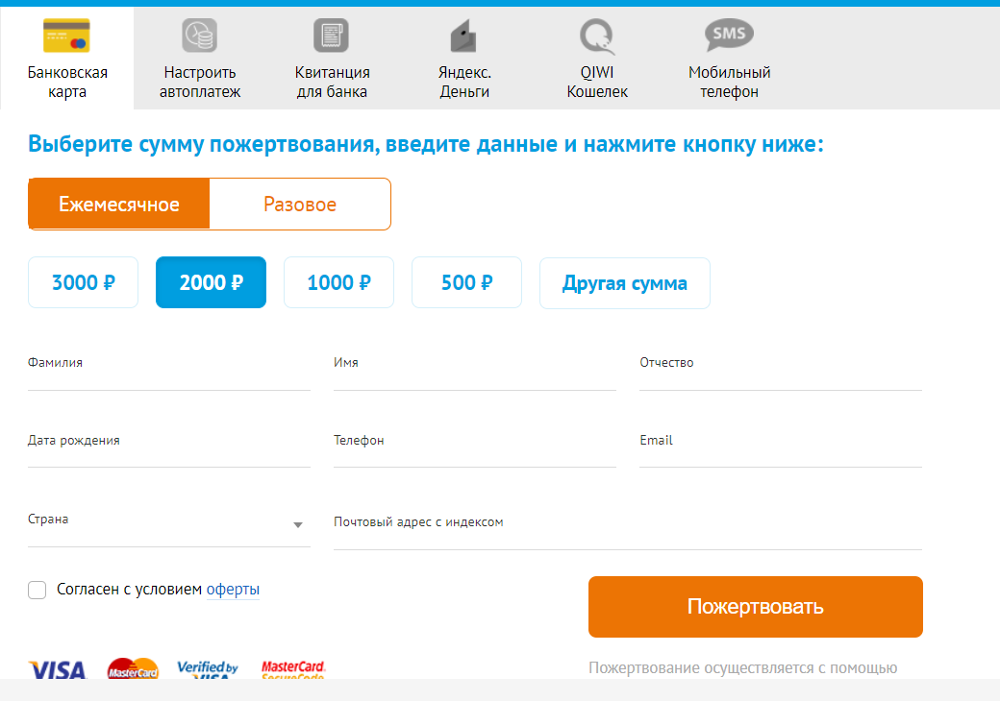 Банковская карта
Настроить автоплатеж
Квитанция для банка
Яндекс. Деньги
QIWI Кошелек
SMS
Мобильный телефон
Выберите сумму пожертвования, введите данные и нажмите кнопку ниже:
Ежемесячное Разовое
3000 ₽ 2000 ₽ 1000 ₽ 500 ₽ Другая сумма
Фамилия Имя Отчество
Дата рождения Телефон Email
Страна Почтовый адрес с индексом
Согласен с условием оферты
Пожертвовать
VISA MasterCard Verified by VISA MasterCard. SecureCode.
Пожертвование осуществляется с помощью